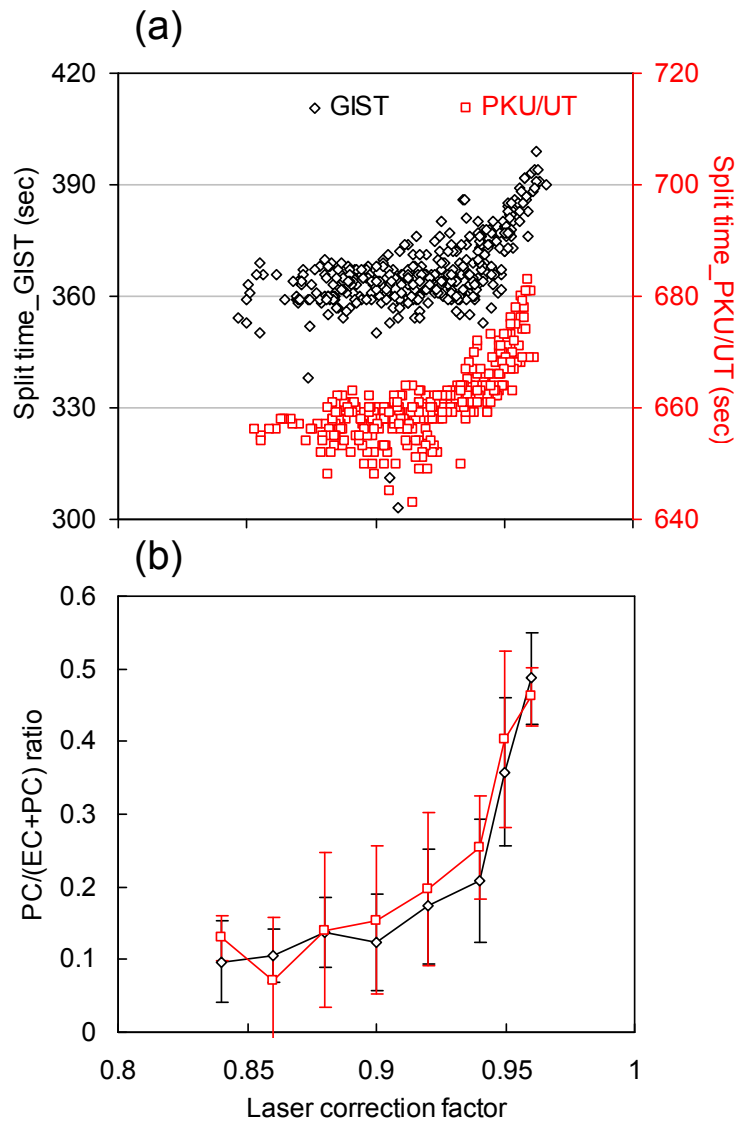 (a)
420
720
GIST
PKU/UT
390
700
360
680
330
660
300
640
Split time_GIST (sec)
Split time_PKU/UT (sec)
(b)
0.6
0.5
0.4
0.3
0.2
0.1
0
PC/(EC+PC) ratio
0.8
0.85
0.9
0.95
1
Laser correction factor